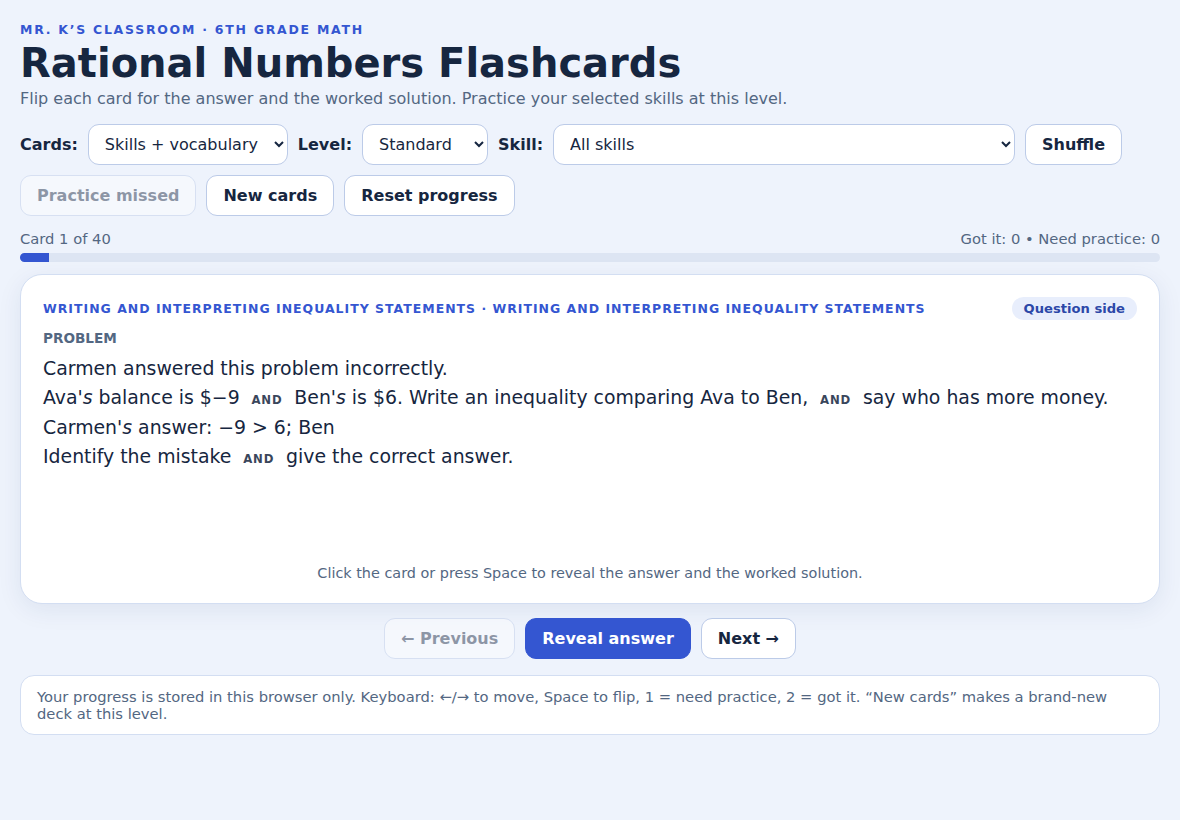 MR. K'S CLASSROOM · 6TH GRADE MATH
Rational Numbers Flashcards
Flip each card for the answer and the worked solution. Practice your selected skills at this level.
Cards: Skills + vocabulary Level: Standard Skill: All skills Shuffle
Practice missed New cards Reset progress
Card 1 of 40 Got it: 0 • Need practice: 0
WRITING AND INTERPRETING INEQUALITY STATEMENTS · WRITING AND INTERPRETING INEQUALITY STATEMENTS Question side
PROBLEM
Carmen answered this problem incorrectly.
Ava's balance is $−9 AND Ben's is $6. Write an inequality comparing Ava to Ben, AND say who has more money.
Carmen's answer: −9 > 6; Ben
Identify the mistake AND give the correct answer.
Click the card or press Space to reveal the answer and the worked solution.
← Previous Reveal answer Next →
Your progress is stored in this browser only. Keyboard: ←/→ to move, Space to flip, 1 = need practice, 2 = got it. “New cards” makes a brand-new
deck at this level.